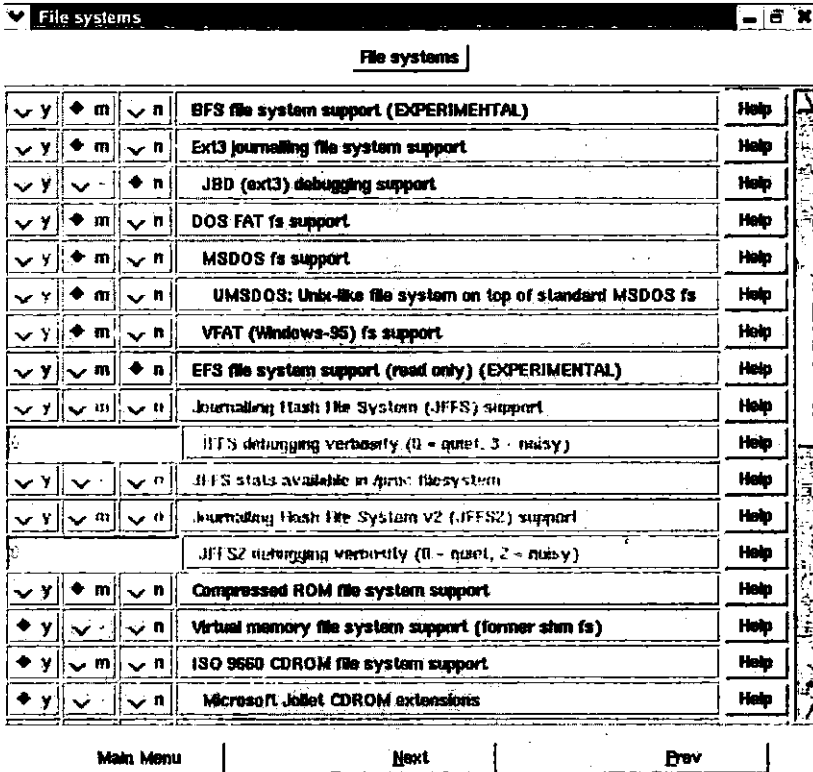 File systems
File systems
y m n BFS file system support (EXPERIMENTAL) Help
y m n Ext3 journalling file system support Help
y - n JBD (ext3) debugging support Help
y m n DOS FAT fs support Help
y m n MSDOS fs support Help
y m n UMSDOS: Unix-like file system on top of standard MSDOS fs Help
y m n VFAT (Windows-95) fs support Help
y m n EFS file system support (read only) (EXPERIMENTAL) Help
y m n Journalling Flash File System (JFFS) support Help
0 JFFS debugging verbosity (0 = quiet, 3 = noisy) Help
y - n JFFS stats available in /proc filesystem Help
y m n Journalling Flash File System v2 (JFFS2) support Help
0 JFFS2 debugging verbosity (0 = quiet, 2 = noisy) Help
y m n Compressed ROM file system support Help
y - n Virtual memory file system support (former shm fs) Help
y m n ISO 9660 CDROM file system support Help
y - n Microsoft Joliet CDROM extensions Help
Main Menu Next Prev